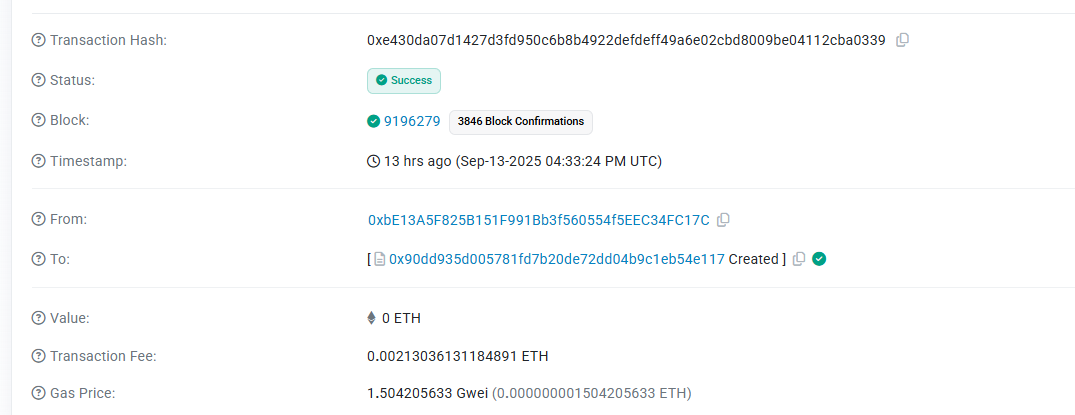 Transaction Hash: 0xe430da07d1427d3fd950c6b8b4922defdeff49a6e02cbd8009be04112cba0339
Status: Success
Block: 9196279 3846 Block Confirmations
Timestamp: 13 hrs ago (Sep-13-2025 04:33:24 PM UTC)
From: 0xbE13A5F825B151F991Bb3f560554f5EEC34FC17C
To: [ 0x90dd935d005781fd7b20de72dd04b9c1eb54e117 Created ]
Value: 0 ETH
Transaction Fee: 0.00213036131184891 ETH
Gas Price: 1.504205633 Gwei (0.000000001504205633 ETH)